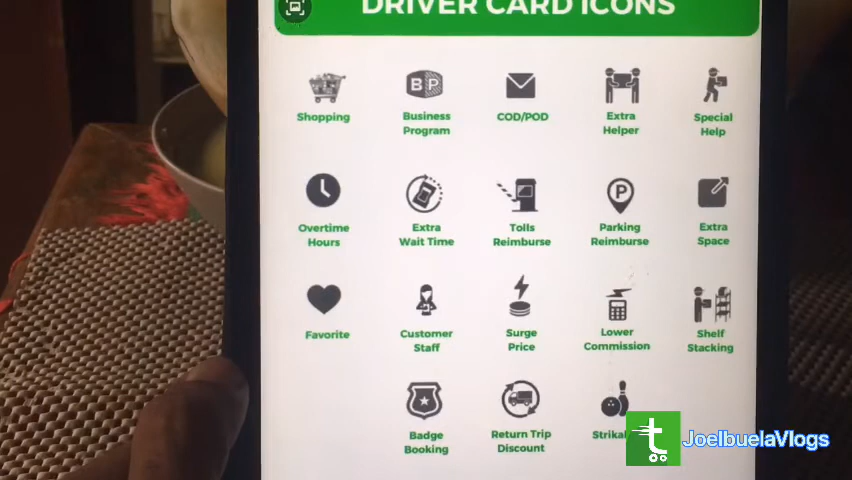 DRIVER CARD ICONS
B P
Shopping
Business
Program
COD/POD
Extra
Helper
Special
Help
P
Overtime
Hours
Extra
Wait Time
Tolls
Reimburse
Parking
Reimburse
Extra
Space
Favorite
Customer
Staff
Surge
Price
Lower
Commission
Shelf
Stacking
Badge
Booking
Return Trip
Discount
t
JoelbuelaVlogs